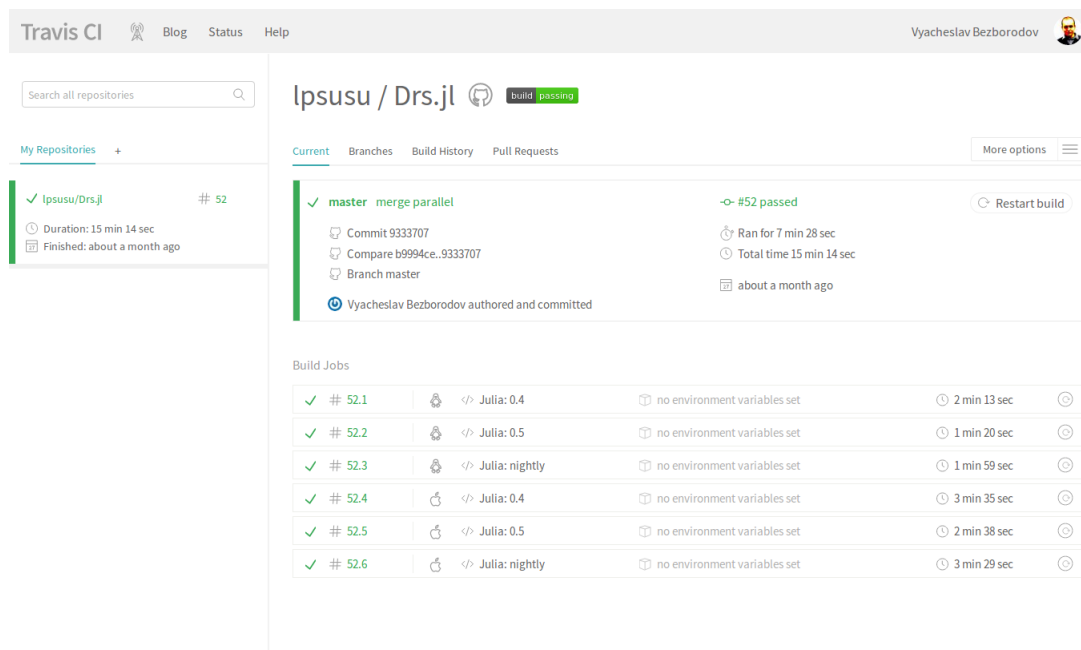 Travis CI Blog Status Help Vyacheslav Bezborodov
Search all repositories
My Repositories +
lpsusu/Drs.jl # 52
Duration: 15 min 14 sec
27 Finished: about a month ago
lpsusu / Drs.jl build passing
Current Branches Build History Pull Requests More options
master merge parallel #52 passed Restart build
Commit 9333707 Ran for 7 min 28 sec
Compare b9994ce..9333707 Total time 15 min 14 sec
Branch master
27 about a month ago
Vyacheslav Bezborodov authored and committed
Build Jobs
# 52.1 </> Julia: 0.4 no environment variables set 2 min 13 sec
# 52.2 </> Julia: 0.5 no environment variables set 1 min 20 sec
# 52.3 </> Julia: nightly no environment variables set 1 min 59 sec
# 52.4 </> Julia: 0.4 no environment variables set 3 min 35 sec
# 52.5 </> Julia: 0.5 no environment variables set 2 min 38 sec
# 52.6 </> Julia: nightly no environment variables set 3 min 29 sec